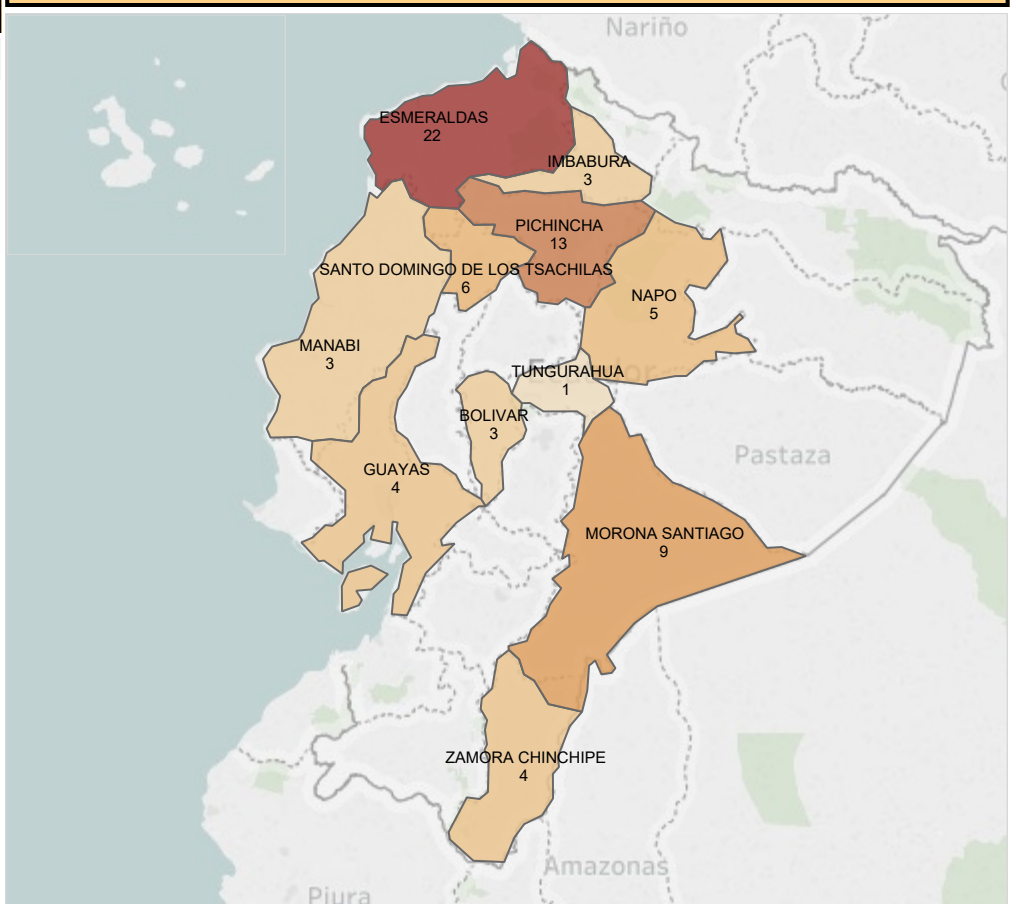 Nariño
ESMERALDAS
22
IMBABURA
3
PICHINCHA
13
SANTO DOMINGO DE LOS TSACHILAS
6
NAPO
5
MANABI
3
TUNGURAHUA
1
BOLIVAR
3
Pastaza
GUAYAS
4
MORONA SANTIAGO
9
ZAMORA CHINCHIPE
4
Amazonas
Piura